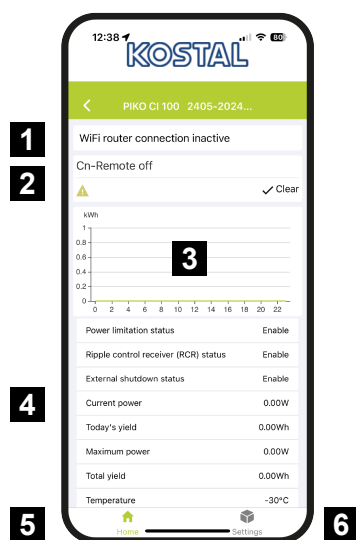 12:38
80
KOSTAL
PIKO CI 100 2405-2024...
1
WiFi router connection inactive
2
Cn-Remote off
Clear
kWh
1
0.8
0.6
0.4
0.2
0
0 2 4 6 8 10 12 14 16 18 20 22
3
Power limitation status Enable
Ripple control receiver (RCR) status Enable
External shutdown status Enable
4
Current power 0.00W
Today's yield 0.00Wh
Maximum power 0.00W
Total yield 0.00Wh
Temperature -30°C
5
Home Settings
6